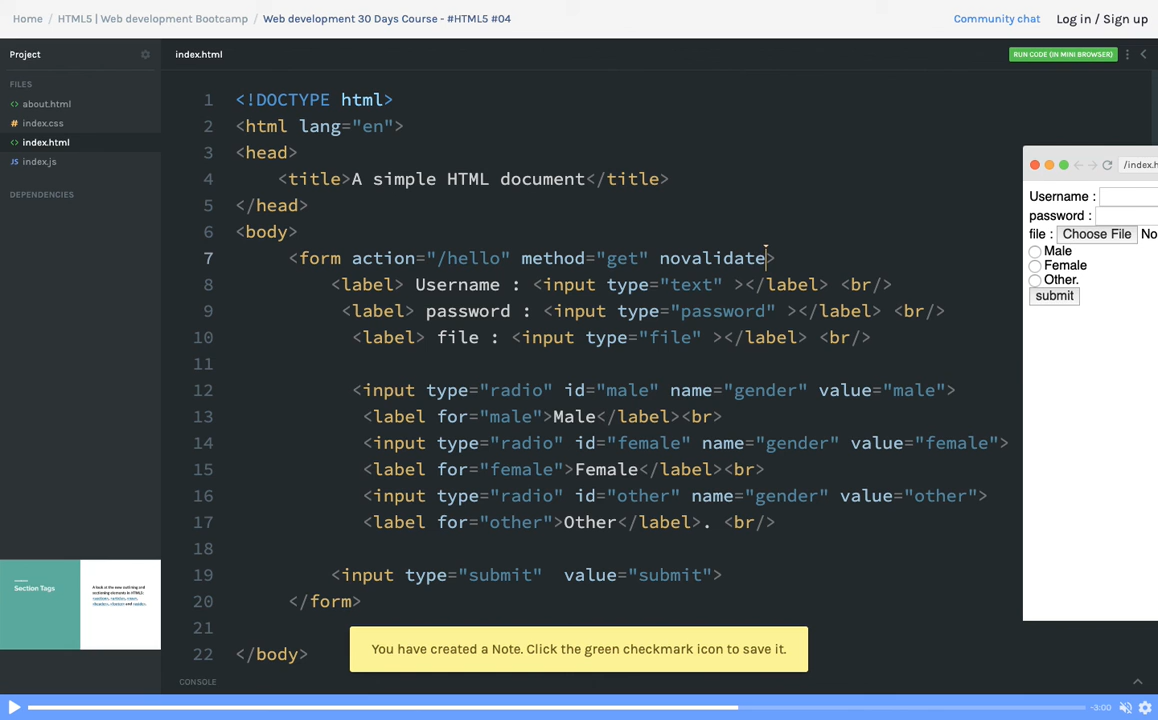 Home / HTML5 | Web development Bootcamp / Web development 30 Days Course - #HTML5 #04
Community chat Log in / Sign up
Project
index.html
RUN CODE (IN MINI BROWSER)
FILES
<> about.html
# index.css
<> index.html
JS index.js
DEPENDENCIES
1 <!DOCTYPE html>
2 <html lang="en">
3 <head>
4 <title>A simple HTML document</title>
5 </head>
6 <body>
7 <form action="/hello" method="get" novalidate>
8 <label> Username : <input type="text" ></label> <br/>
9 <label> password : <input type="password" ></label> <br/>
10 <label> file : <input type="file" ></label> <br/>
11
12 <input type="radio" id="male" name="gender" value="male">
13 <label for="male">Male</label><br>
14 <input type="radio" id="female" name="gender" value="female">
15 <label for="female">Female</label><br>
16 <input type="radio" id="other" name="gender" value="other">
17 <label for="other">Other</label>. <br/>
18
19 <input type="submit" value="submit">
20 </form>
21
22 </body>
/index.h
Username :
password :
file : Choose File No
Male
Female
Other.
submit
Section Tags
You have created a Note. Click the green checkmark icon to save it.
CONSOLE
-3:00